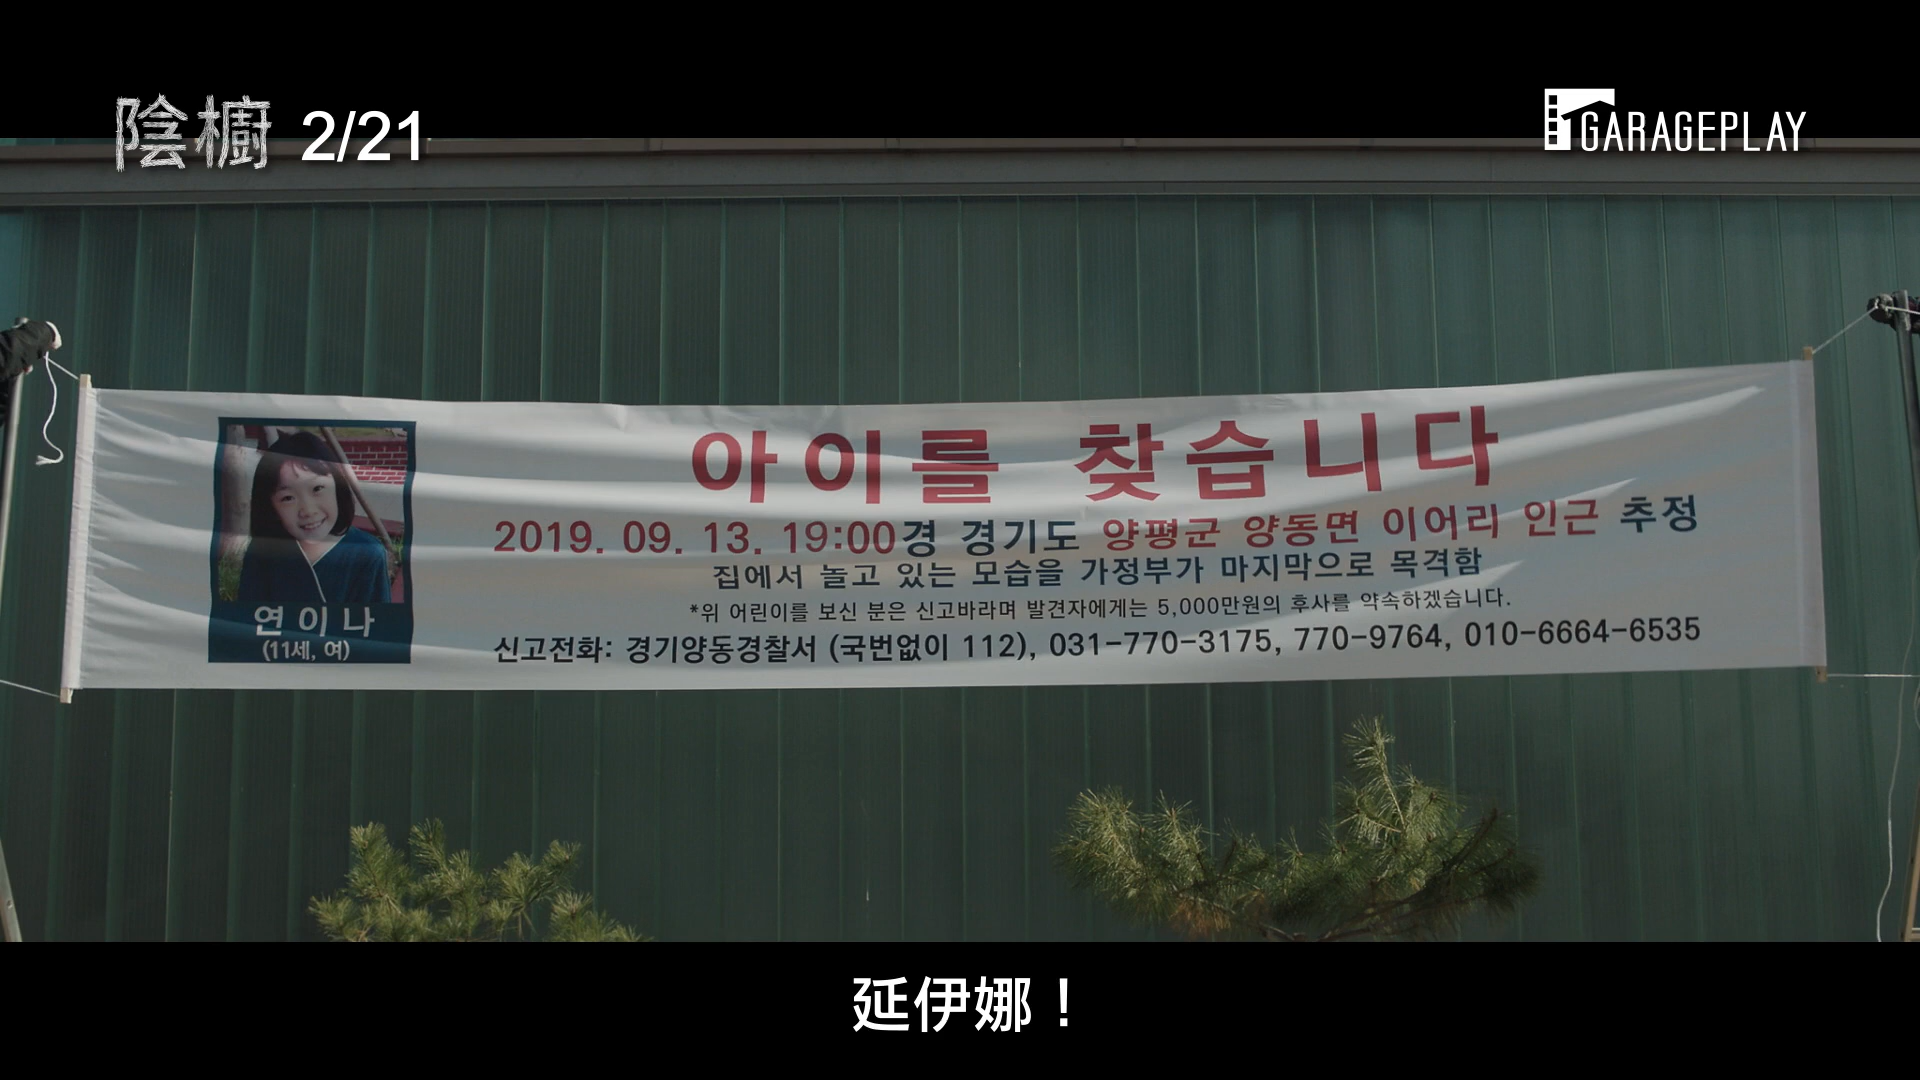 陰櫥 2/21
GARAGEPLAY
아이를 찾습니다
2019. 09. 13. 19:00경 경기도 양평군 양동면 이어리 인근 추정
집에서 놀고 있는 모습을 가정부가 마지막으로 목격함
*위 어린이를 보신 분은 신고바라며 발견자에게는 5,000만원의 후사를 약속하겠습니다.
신고전화: 경기양동경찰서 (국번없이 112), 031-770-3175, 770-9764, 010-6664-6535
연이나
(11세, 여)
延伊娜！